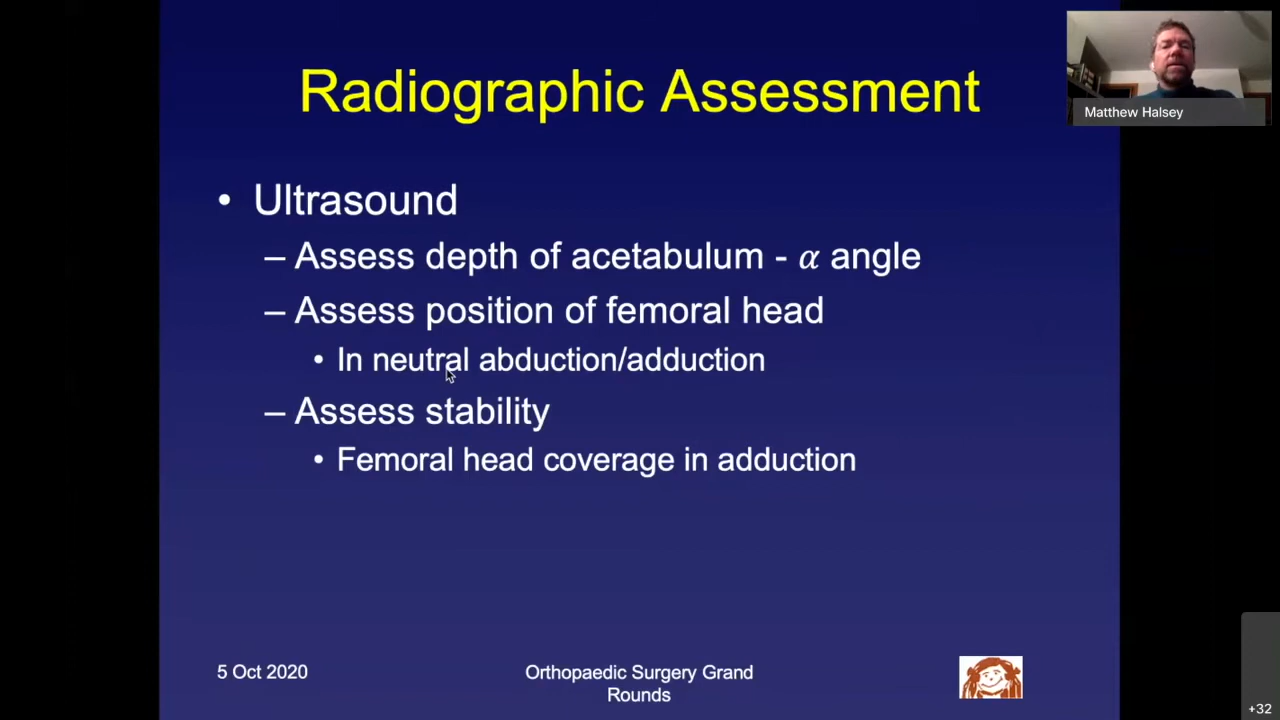 Radiographic Assessment
Matthew Halsey
• Ultrasound
– Assess depth of acetabulum - α angle
– Assess position of femoral head
• In neutral abduction/adduction
– Assess stability
• Femoral head coverage in adduction
5 Oct 2020
Orthopaedic Surgery Grand
Rounds
+32